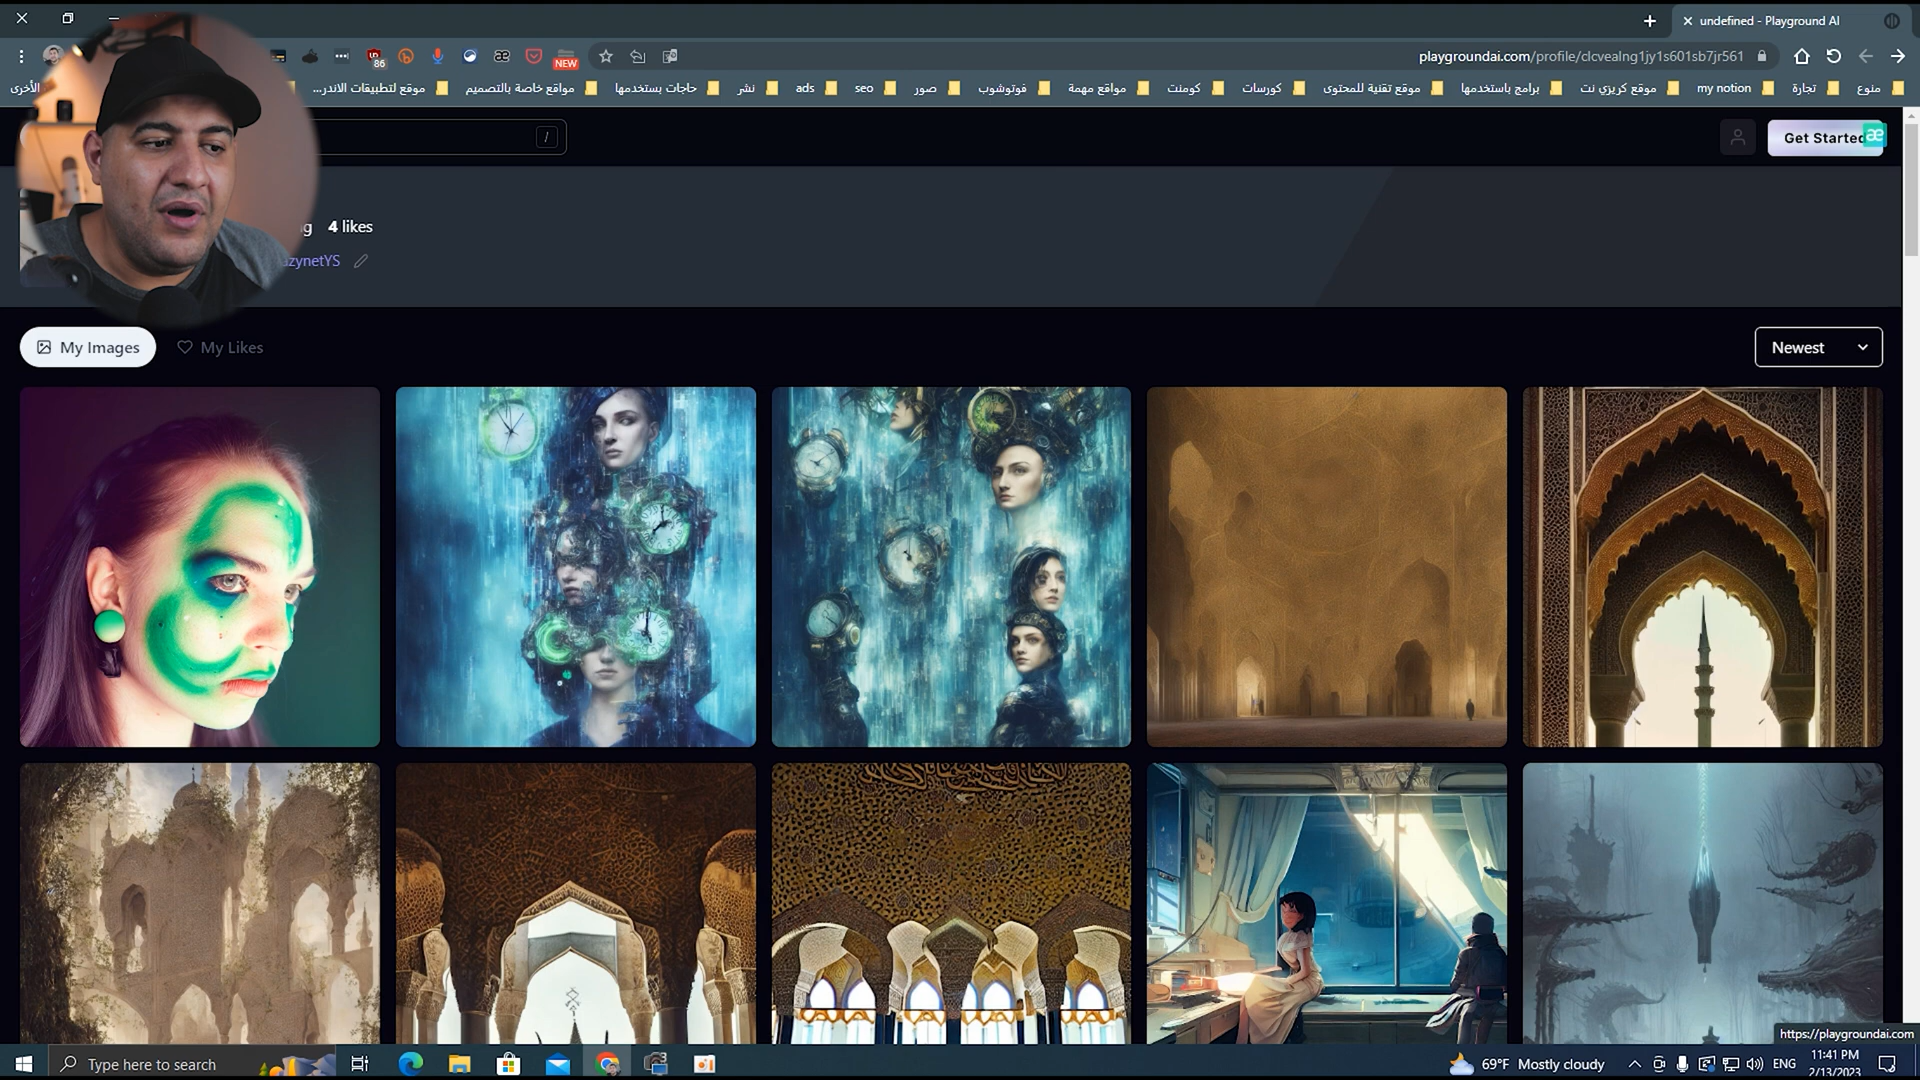 undefined - Playground AI
playgroundai.com/profile/clcvealng1jy1s601sb7jr561
86
NEW
الأخرى
موقع لتطبيقات الاندر...
مواقع خاصة بالتصميم
حاجات بستخدمها
نشر
ads
seo
صور
فوتوشوب
مواقع مهمة
كومنت
كورسات
موقع تقنية للمحتوى
برامج باستخدمها
موقع كريزي نت
my notion
تجارة
منوع
/
Get Started
4 likes
zynetYS
My Images
My Likes
Newest
https://playgroundai.com
Type here to search
69°F Mostly cloudy
ENG
11:41 PM
2/13/2023